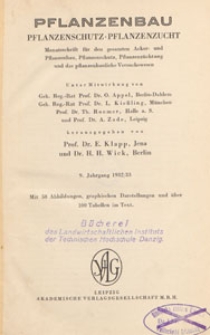 PFLANZENBAU
PFLANZENSCHUTZ · PFLANZENZUCHT
Monatsschrift für den gesamten Acker- und
Pflanzenbau, Pflanzenschutz, Pflanzenzüchtung
und das pflanzenbauliche Versuchswesen
Unter Mitwirkung von
Geh. Reg.-Rat Prof. Dr. O. Appel, Berlin-Dahlem
Geh. Reg.-Rat Prof. Dr. L. Kießling, München
Prof. Dr. Th. Roemer, Halle a. S.
und Prof. Dr. A. Zade, Leipzig
herausgegeben von
Prof. Dr. E. Klapp, Jena
und Dr. H. H. Wick, Berlin
9. Jahrgang 1932/33
Mit 58 Abbildungen, graphischen Darstellungen und über
100 Tabellen im Text.
Bücherei
des Landwirtschaftlichen Instituts
der Technischen Hochschule Danzig.
LEIPZIG
AKADEMISCHE VERLAGSGESELLSCHAFT M.B.H.